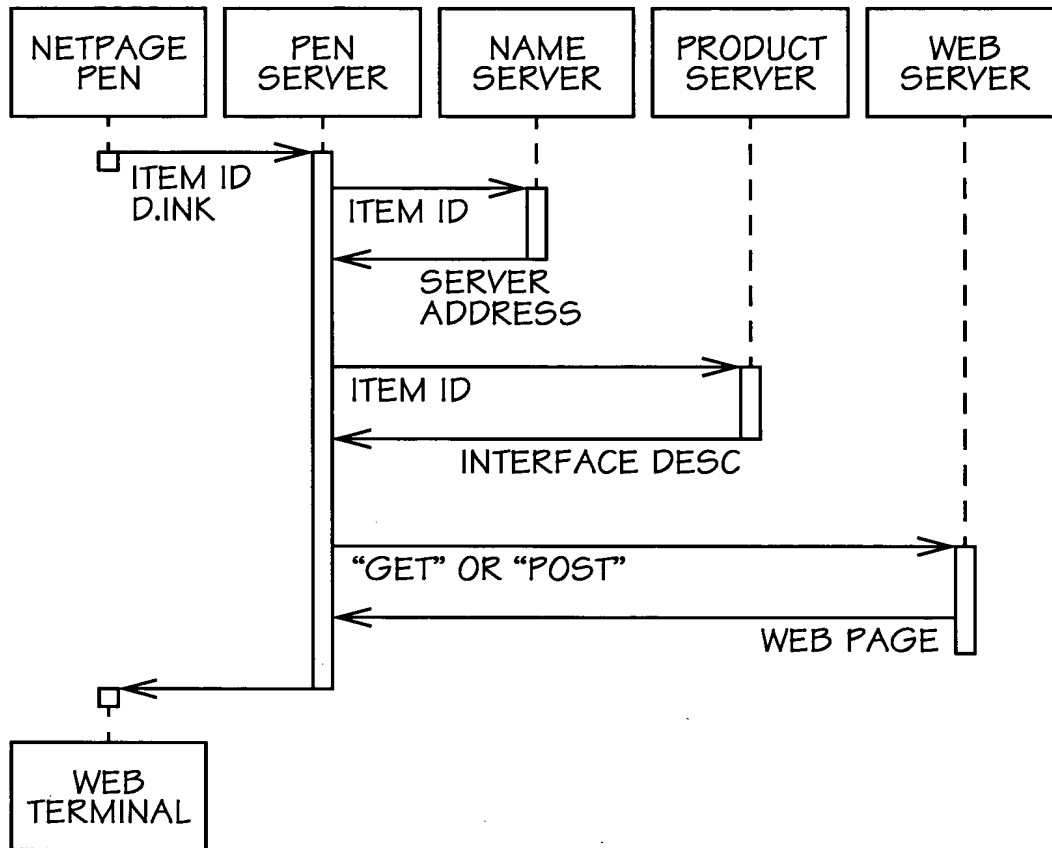 NETPAGE
PEN
PEN
SERVER
NAME
SERVER
PRODUCT
SERVER
WEB
SERVER
ITEM ID
D.INK
ITEM ID
SERVER
ADDRESS
ITEM ID
INTERFACE DESC
“GET” OR “POST”
WEB PAGE
WEB
TERMINAL